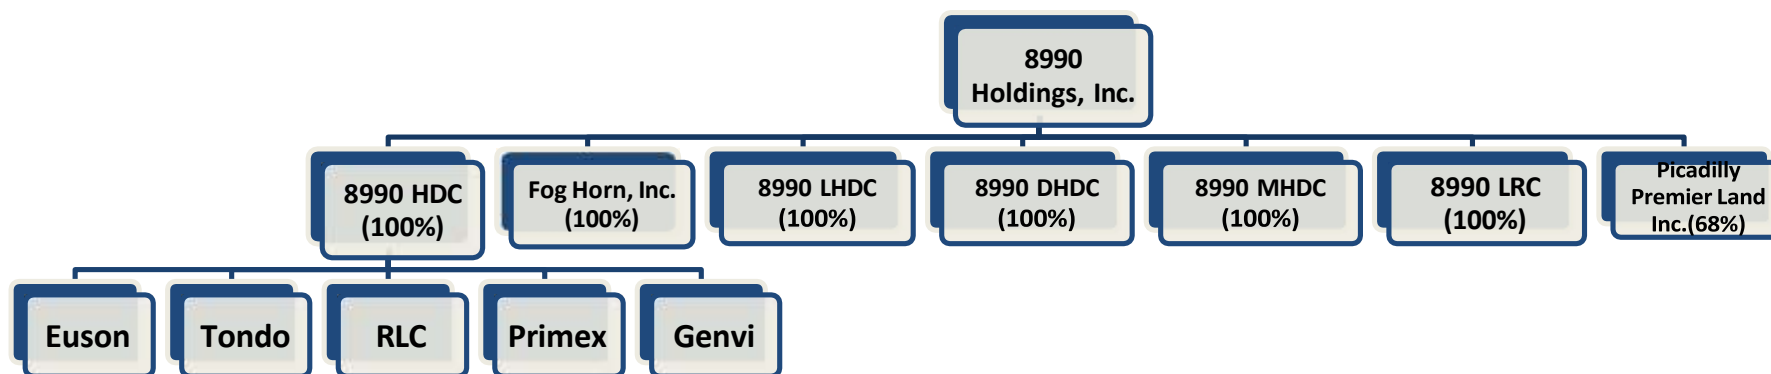 8990
Holdings, Inc.
8990 HDC
(100%)
Fog Horn, Inc.
(100%)
8990 LHDC
(100%)
8990 DHDC
(100%)
8990 MHDC
(100%)
8990 LRC
(100%)
Picadilly
Premier Land
Inc.(68%)
Euson
Tondo
RLC
Primex
Genvi